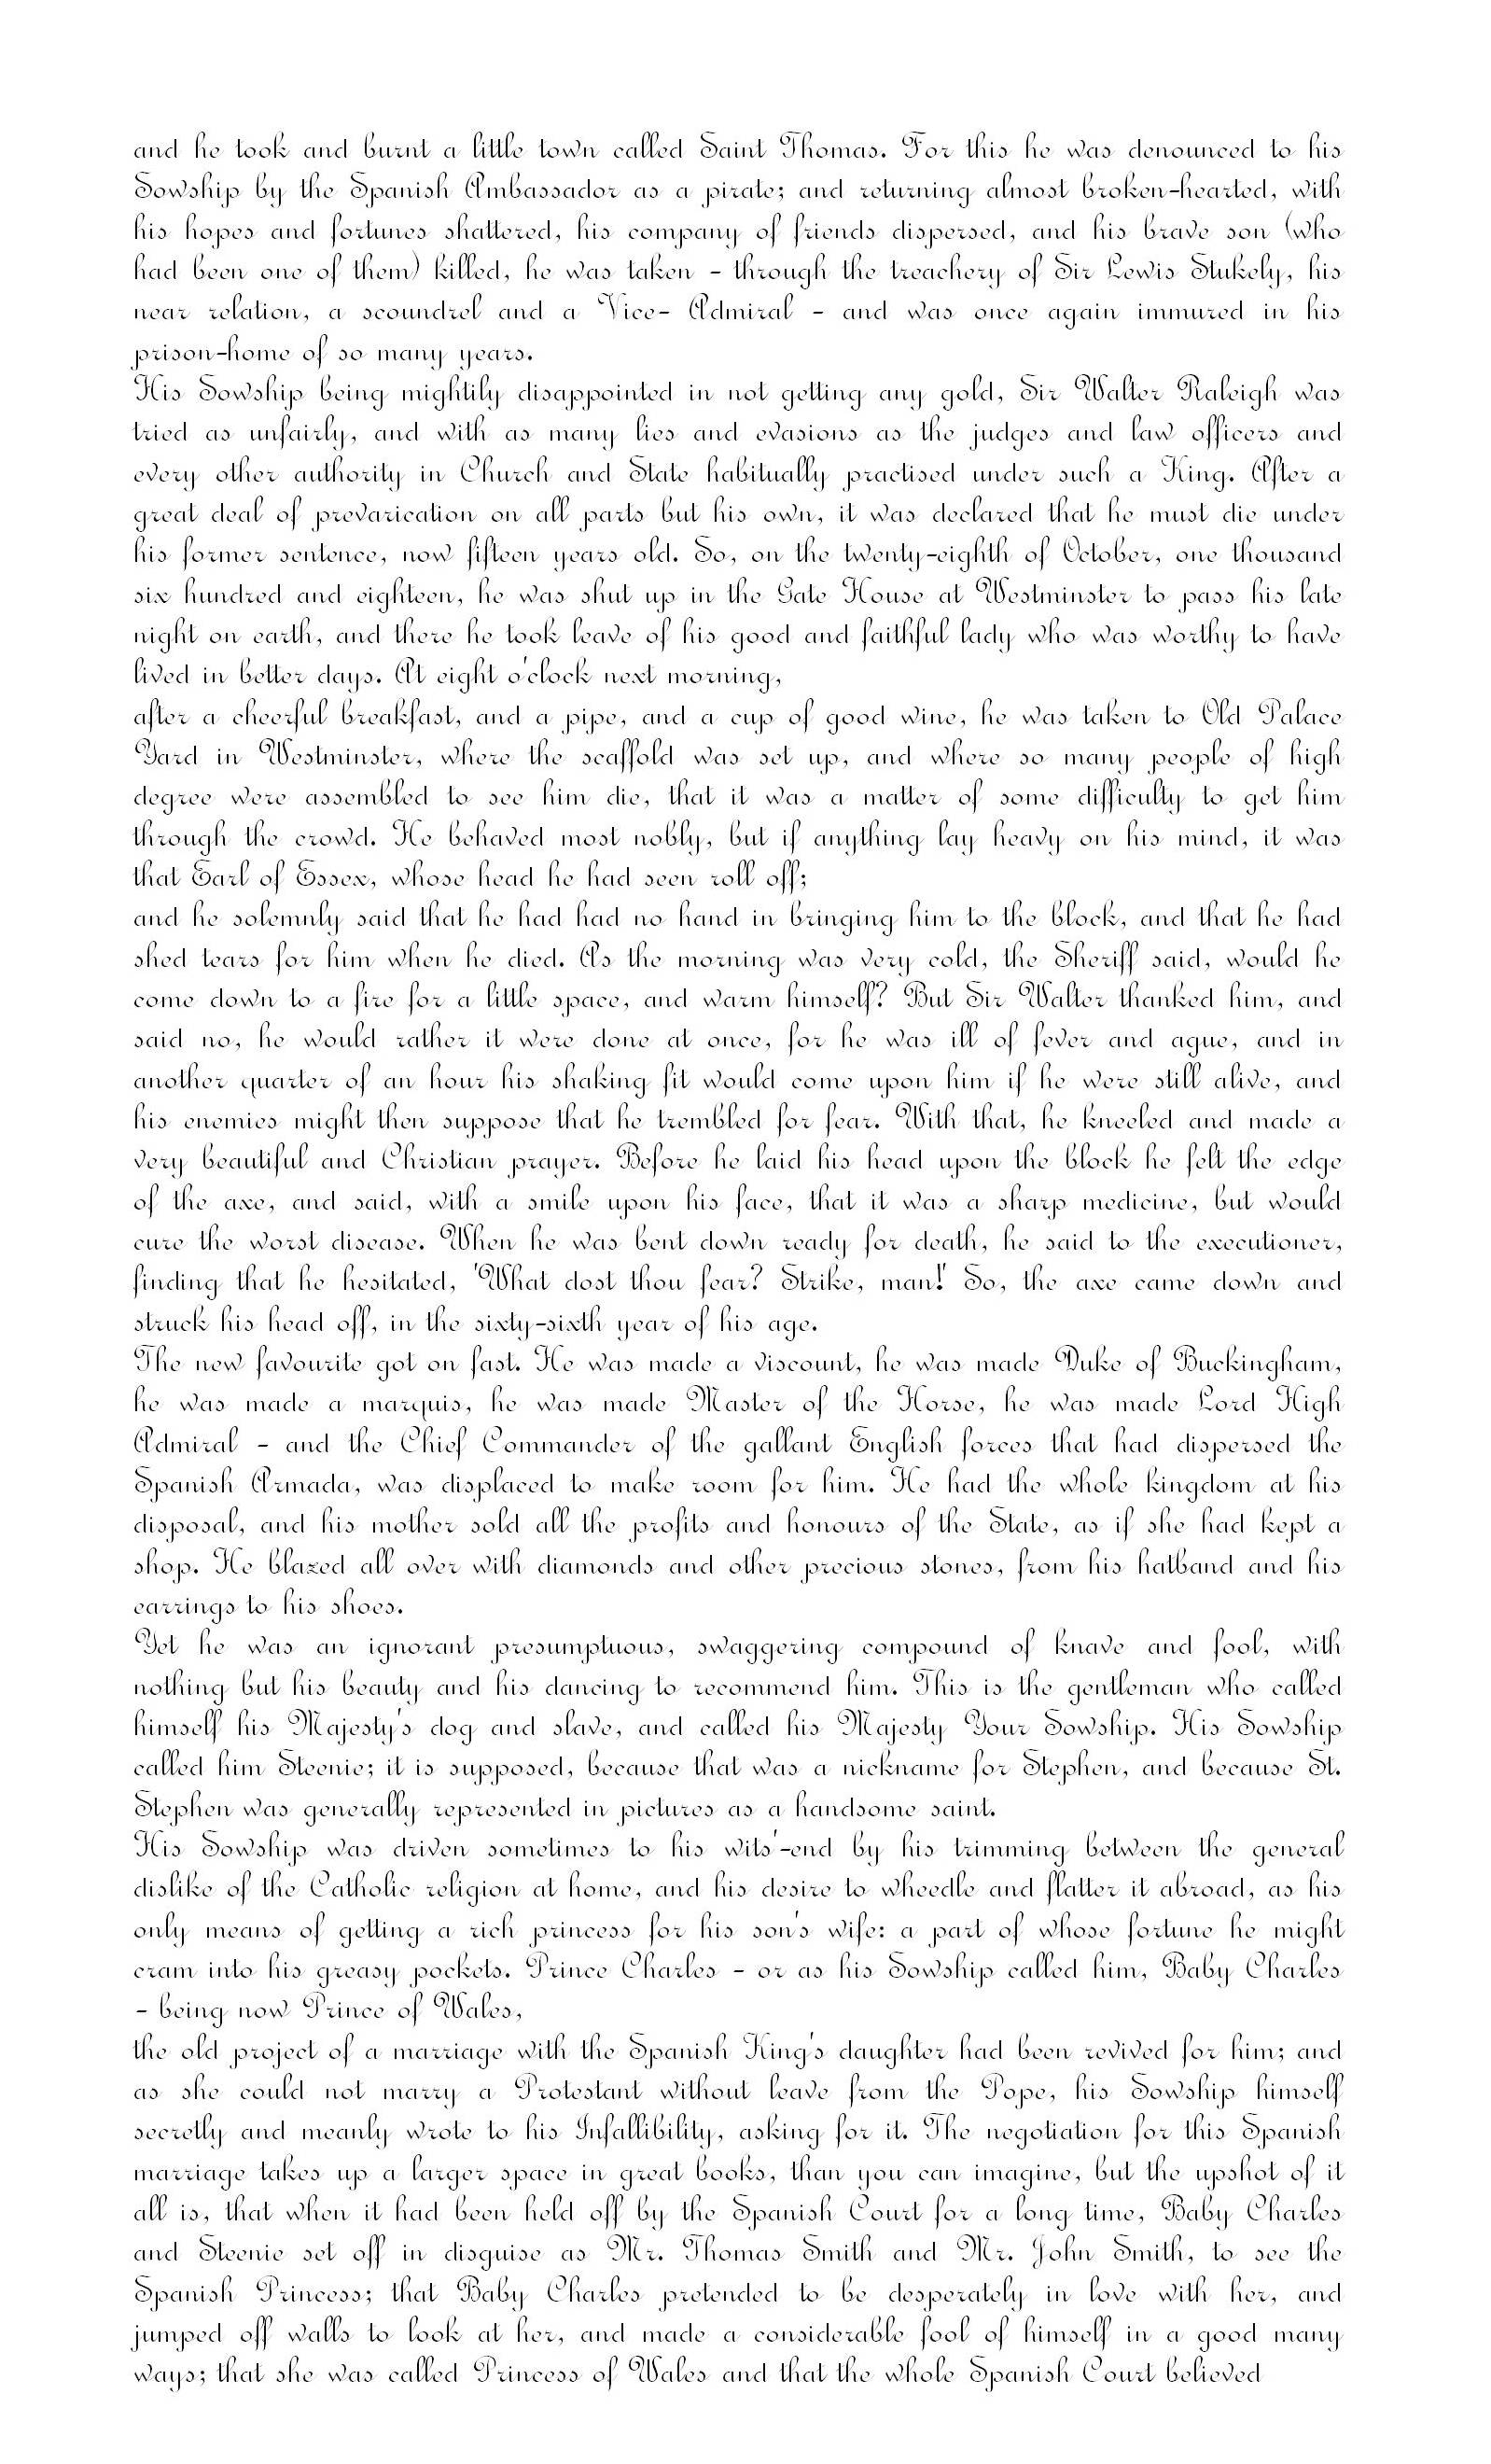 and he took and burnt a little town called Saint Thomas. For this he was denounced to his
Sowship by the Spanish Ambassador as a pirate; and returning almost broken-hearted, with
his hopes and fortunes shattered, his company of friends dispersed, and his brave son (who
had been one of them) killed, he was taken - through the treachery of Sir Lewis Stukely, his
near relation, a scoundrel and a Vice- Admiral - and was once again immured in his
prison-home of so many years.
His Sowship being mightily disappointed in not getting any gold, Sir Walter Raleigh was
tried as unfairly, and with as many lies and evasions as the judges and law officers and
every other authority in Church and State habitually practised under such a King. After a
great deal of prevarication on all parts but his own, it was declared that he must die under
his former sentence, now fifteen years old. So, on the twenty-eighth of October, one thousand
six hundred and eighteen, he was shut up in the Gate House at Westminster to pass his late
night on earth, and there he took leave of his good and faithful lady who was worthy to have
lived in better days. At eight o'clock next morning,
after a cheerful breakfast, and a pipe, and a cup of good wine, he was taken to Old Palace
Yard in Westminster, where the scaffold was set up, and where so many people of high
degree were assembled to see him die, that it was a matter of some difficulty to get him
through the crowd. He behaved most nobly, but if anything lay heavy on his mind, it was
that Earl of Essex, whose head he had seen roll off;
and he solemnly said that he had had no hand in bringing him to the block, and that he had
shed tears for him when he died. As the morning was very cold, the Sheriff said, would he
come down to a fire for a little space, and warm himself? But Sir Walter thanked him, and
said no, he would rather it were done at once, for he was ill of fever and ague, and in
another quarter of an hour his shaking fit would come upon him if he were still alive, and
his enemies might then suppose that he trembled for fear. With that, he kneeled and made a
very beautiful and Christian prayer. Before he laid his head upon the block he felt the edge
of the axe, and said, with a smile upon his face, that it was a sharp medicine, but would
cure the worst disease. When he was bent down ready for death, he said to the executioner,
finding that he hesitated, 'What dost thou fear? Strike, man!' So, the axe came down and
struck his head off, in the sixty-sixth year of his age.
The new favourite got on fast. He was made a viscount, he was made Duke of Buckingham,
he was made a marquis, he was made Master of the Horse, he was made Lord High
Admiral - and the Chief Commander of the gallant English forces that had dispersed the
Spanish Armada, was displaced to make room for him. He had the whole kingdom at his
disposal, and his mother sold all the profits and honours of the State, as if she had kept a
shop. He blazed all over with diamonds and other precious stones, from his hatband and his
earrings to his shoes.
Yet he was an ignorant presumptuous, swaggering compound of knave and fool, with
nothing but his beauty and his dancing to recommend him. This is the gentleman who called
himself his Majesty's dog and slave, and called his Majesty Your Sowship. His Sowship
called him Steenie; it is supposed, because that was a nickname for Stephen, and because St.
Stephen was generally represented in pictures as a handsome saint.
His Sowship was driven sometimes to his wits'-end by his trimming between the general
dislike of the Catholic religion at home, and his desire to wheedle and flatter it abroad, as his
only means of getting a rich princess for his son's wife: a part of whose fortune he might
cram into his greasy pockets. Prince Charles - or as his Sowship called him, Baby Charles
- being now Prince of Wales,
the old project of a marriage with the Spanish King's daughter had been revived for him; and
as she could not marry a Protestant without leave from the Pope, his Sowship himself
secretly and meanly wrote to his Infallibility, asking for it. The negotiation for this Spanish
marriage takes up a larger space in great books, than you can imagine, but the upshot of it
all is, that when it had been held off by the Spanish Court for a long time, Baby Charles
and Steenie set off in disguise as Mr. Thomas Smith and Mr. John Smith, to see the
Spanish Princess; that Baby Charles pretended to be desperately in love with her, and
jumped off walls to look at her, and made a considerable fool of himself in a good many
ways; that she was called Princess of Wales and that the whole Spanish Court believed